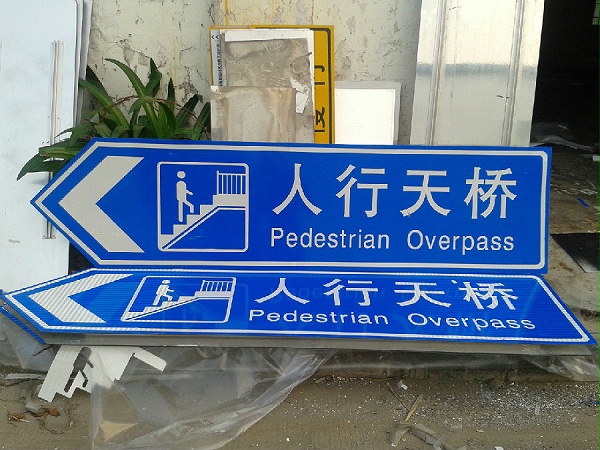 人行天桥
Pedestrian Overpass
人行天桥
Pedestrian Overpass